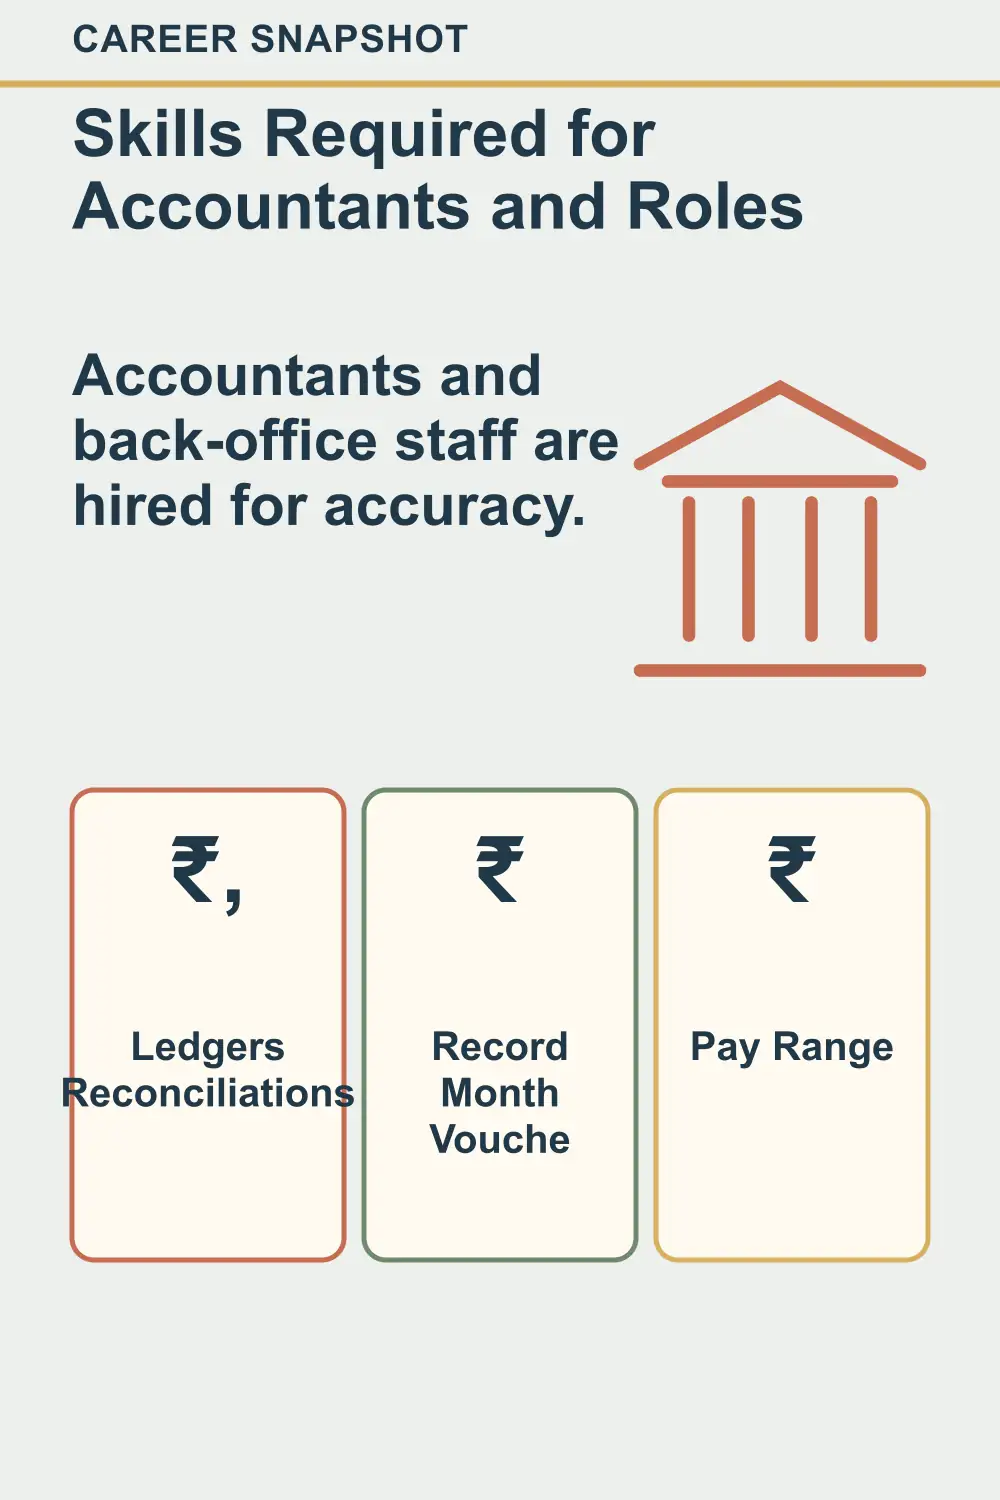 CAREER SNAPSHOT
Skills Required for
Accountants and Roles
Accountants and
back-office staff are
hired for accuracy.
₹,
Ledgers
Reconciliations
₹
Record
Month
Vouche
₹
Pay Range